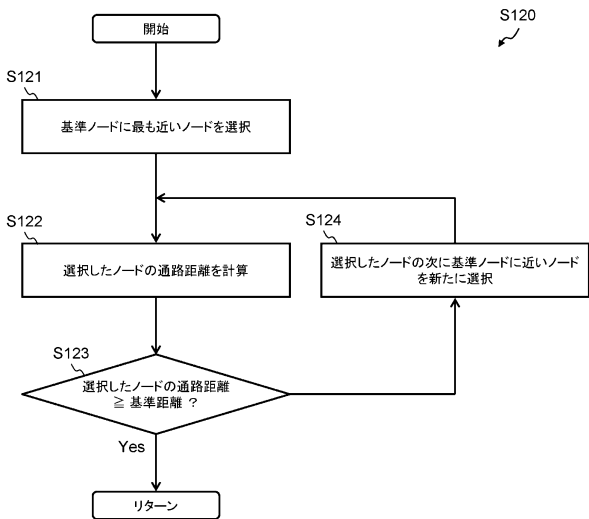 S120
開始
S121
基準ノードに最も近いノードを選択
S122
選択したノードの通路距離を計算
S124
選択したノードの次に基準ノードに近いノード
を新たに選択
S123
選択したノードの通路距離
≧ 基準距離 ?
Yes
リターン